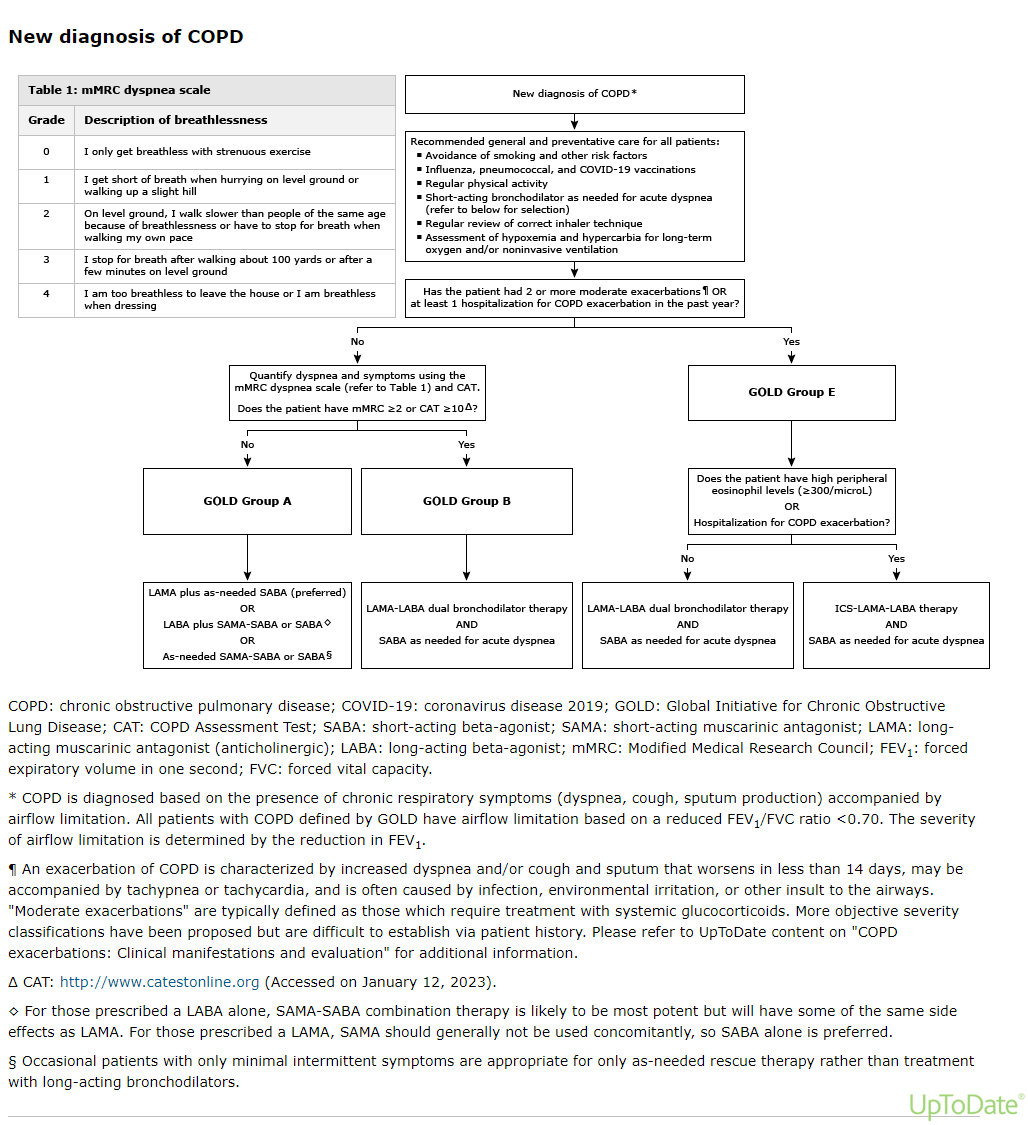 New diagnosis of COPD
Table 1: mMRC dyspnea scale
Grade Description of breathlessness
0 I only get breathless with strenuous exercise
1 I get short of breath when hurrying on level ground or
walking up a slight hill
2 On level ground, I walk slower than people of the same age
because of breathlessness or have to stop for breath when
walking my own pace
3 I stop for breath after walking about 100 yards or after a
few minutes on level ground
4 I am too breathless to leave the house or I am breathless
when dressing
New diagnosis of COPD*
Recommended general and preventative care for all patients:
▪ Avoidance of smoking and other risk factors
▪ Influenza, pneumococcal, and COVID-19 vaccinations
▪ Regular physical activity
▪ Short-acting bronchodilator as needed for acute dyspnea
(refer to below for selection)
▪ Regular review of correct inhaler technique
▪ Assessment of hypoxemia and hypercarbia for long-term
oxygen and/or noninvasive ventilation
Has the patient had 2 or more moderate exacerbations¶ OR
at least 1 hospitalization for COPD exacerbation in the past year?
No
Yes
Quantify dyspnea and symptoms using the
mMRC dyspnea scale (refer to Table 1) and CAT.
Does the patient have mMRC ≥2 or CAT ≥10Δ?
GOLD Group E
No
Yes
GOLD Group A
GOLD Group B
Does the patient have high peripheral
eosinophil levels (≥300/microL)
OR
Hospitalization for COPD exacerbation?
No
Yes
LAMA plus as-needed SABA (preferred)
OR
LABA plus SAMA-SABA or SABA◇
OR
As-needed SAMA-SABA or SABA§
LAMA-LABA dual bronchodilator therapy
AND
SABA as needed for acute dyspnea
LAMA-LABA dual bronchodilator therapy
AND
SABA as needed for acute dyspnea
ICS-LAMA-LABA therapy
AND
SABA as needed for acute dyspnea
COPD: chronic obstructive pulmonary disease; COVID-19: coronavirus disease 2019; GOLD: Global Initiative for Chronic Obstructive
Lung Disease; CAT: COPD Assessment Test; SABA: short-acting beta-agonist; SAMA: short-acting muscarinic antagonist; LAMA: long-
acting muscarinic antagonist (anticholinergic); LABA: long-acting beta-agonist; mMRC: Modified Medical Research Council; FEV1: forced
expiratory volume in one second; FVC: forced vital capacity.
* COPD is diagnosed based on the presence of chronic respiratory symptoms (dyspnea, cough, sputum production) accompanied by
airflow limitation. All patients with COPD defined by GOLD have airflow limitation based on a reduced FEV1/FVC ratio <0.70. The severity
of airflow limitation is determined by the reduction in FEV1.
¶ An exacerbation of COPD is characterized by increased dyspnea and/or cough and sputum that worsens in less than 14 days, may be
accompanied by tachypnea or tachycardia, and is often caused by infection, environmental irritation, or other insult to the airways.
"Moderate exacerbations" are typically defined as those which require treatment with systemic glucocorticoids. More objective severity
classifications have been proposed but are difficult to establish via patient history. Please refer to UpToDate content on "COPD
exacerbations: Clinical manifestations and evaluation" for additional information.
Δ CAT: http://www.catestonline.org (Accessed on January 12, 2023).
◇ For those prescribed a LABA alone, SAMA-SABA combination therapy is likely to be most potent but will have some of the same side
effects as LAMA. For those prescribed a LAMA, SAMA should generally not be used concomitantly, so SABA alone is preferred.
§ Occasional patients with only minimal intermittent symptoms are appropriate for only as-needed rescue therapy rather than treatment
with long-acting bronchodilators.
UpToDate®